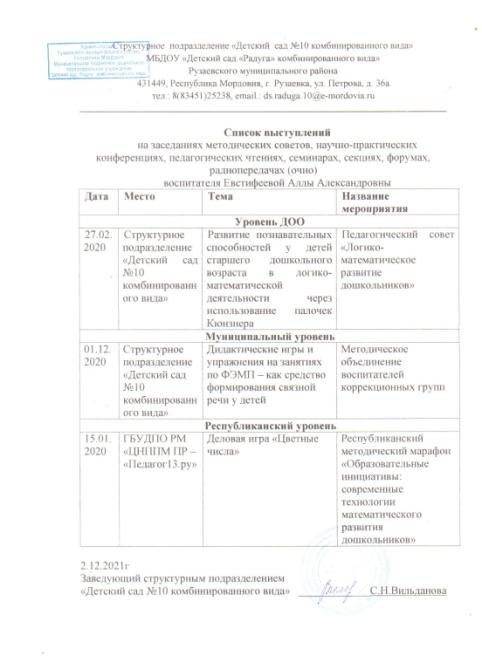 Структурное подразделение «Детский сад №10 комбинированного вида»
МБДОУ «Детский сад «Радуга» комбинированного вида»
Рузаевского муниципального района
431449, Республика Мордовия, г. Рузаевка, ул. Петрова, д. 36а
тел.: 8(83451)25238, email.: ds.raduga.10@e-mordovia.ru
Список выступлений
на заседаниях методических советов, научно-практических
конференциях, педагогических чтениях, семинарах, секциях, форумах,
радиопередачах (очно)
воспитателя Евстифеевой Аллы Александровны
Дата Место Тема Название
мероприятия
Уровень ДОО
27.02. Структурное Развитие познавательных Педагогический совет
2020 подразделение способностей у детей «Логико-
«Детский сад старшего дошкольного математическое
№10 возраста в логико- развитие
комбинированн математической дошкольников»
ого вида» деятельности через
использование палочек
Кюизнера
Муниципальный уровень
01.12. Структурное Дидактические игры и Методическое
2020 подразделение упражнения на занятиях объединение
«Детский сад по ФЭМП – как средство воспитателей
№10 формирования связной коррекционных групп
комбинированн речи у детей
ого вида»
Республиканский уровень
15.01. ГБУДПО РМ Деловая игра «Цветные Республиканский
2020 «ЦНППМ ПР – числа» методический марафон
«Педагог13.ру» «Образовательные
инициативы:
современные
технологии
математического
развития
дошкольников»
2.12.2021г
Заведующий структурным подразделением
«Детский сад №10 комбинированного вида» С.Н.Вильданова